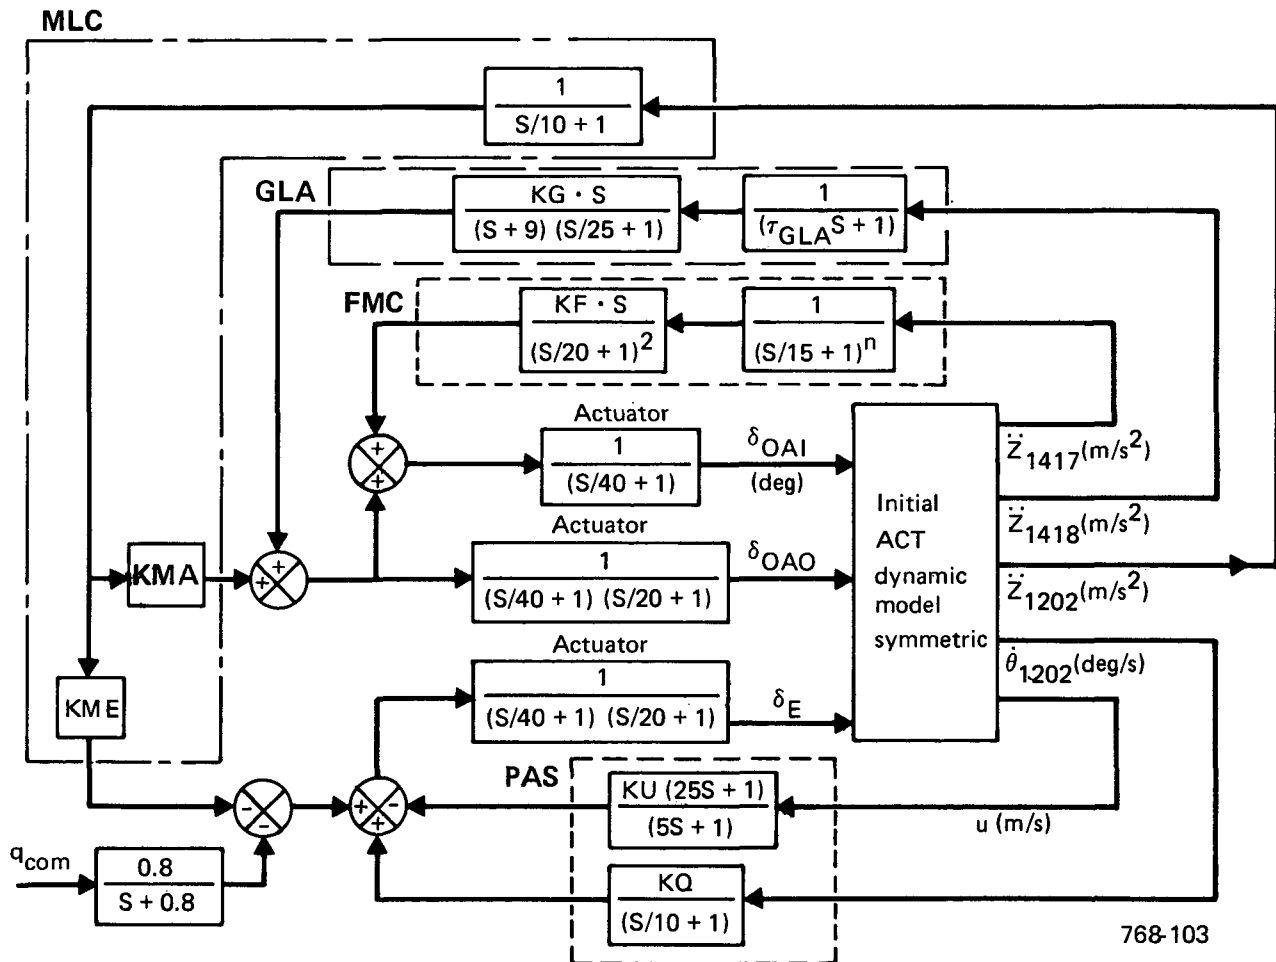 MLC
1
S/10 + 1
GLA
KG · S
(S + 9) (S/25 + 1)
1
(τGLAS + 1)
FMC
KF · S
(S/20 + 1)²
1
(S/15 + 1)ⁿ
Actuator
1
(S/40 + 1)
δOAI
(deg)
Z̈1417(m/s²)
Initial
ACT
dynamic
model
symmetric
Z̈1418(m/s²)
Actuator
1
(S/40 + 1) (S/20 + 1)
δOAO
Z̈1202(m/s²)
KMA
+
+
+
+
θ̇1202(deg/s)
Actuator
1
(S/40 + 1) (S/20 + 1)
δE
KME
PAS
KU (25S + 1)
(5S + 1)
u (m/s)
-
-
+
-
+
qcom
0.8
S + 0.8
KQ
(S/10 + 1)
768-103